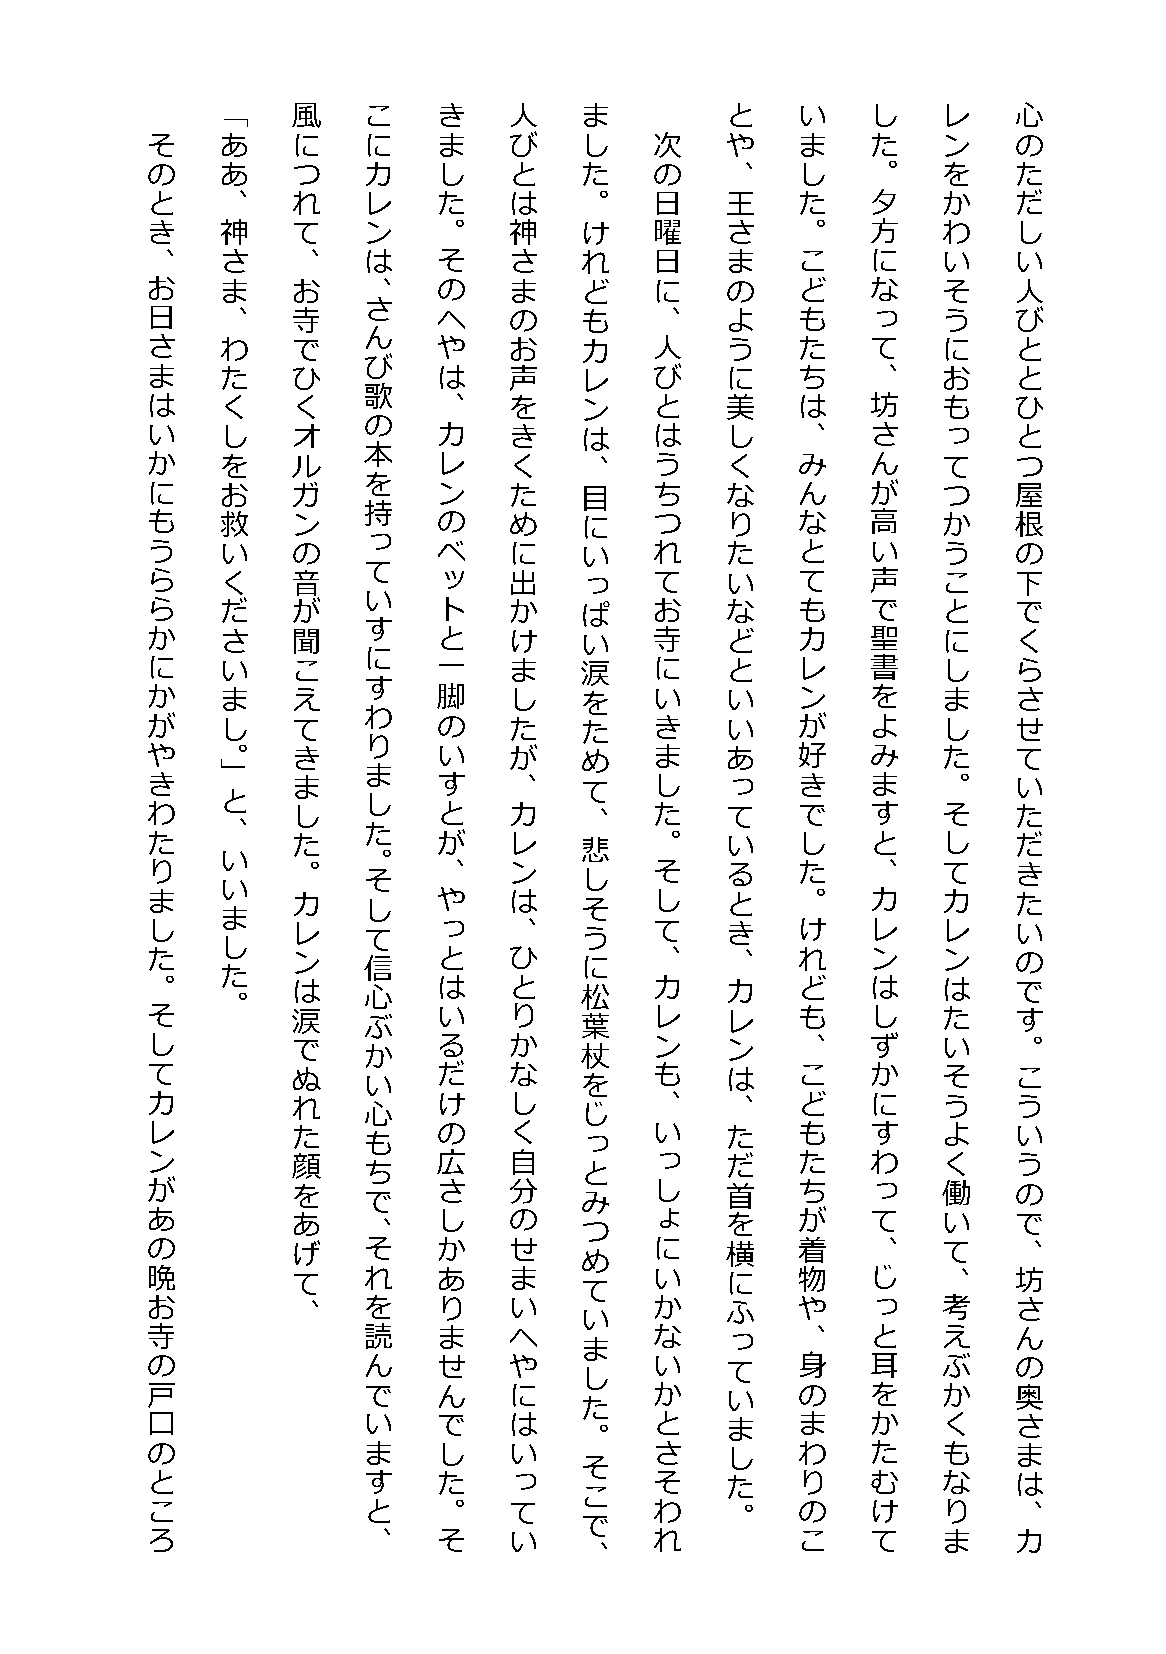 心のただしい人びととひとつ屋根の下でくらさせていただきたいのです。こういうので、坊さんの奥さまは、カ
レンをかわいそうにおもってつかうことにしました。そしてカレンはたいそうよく働いて、考えぶかくもなりま
した。夕方になって、坊さんが高い声で聖書をよみますと、カレンはしずかにすわって、じっと耳をかたむけて
いました。こどもたちは、みんなとてもカレンが好きでした。けれども、こどもたちが着物や、身のまわりのこ
とや、王さまのように美しくなりたいなどといいあっているとき、カレンは、ただ首を横にふっていました。
次の日曜日に、人びとはうちつれてお寺にいきました。そして、カレンも、いっしょにいかないかとさそわれ
ました。けれどもカレンは、目にいっぱい涙をためて、悲しそうに松葉杖をじっとみつめていました。そこで、
人びとは神さまのお声をきくために出かけましたが、カレンは、ひとりかなしく自分のせまいへやにはいってい
きました。そのへやは、カレンのベットと一脚のいすとが、やっとはいるだけの広さしかありませんでした。そ
こにカレンは、さんび歌の本を持っていすにすわりました。そして信心ぶかい心もちで、それを読んでいますと、
風につれて、お寺でひくオルガンの音が聞こえてきました。カレンは涙でぬれた顔をあげて、
「ああ、神さま、わたくしをお救いくださいまし。」と、いいました。
そのとき、お日さまはいかにもうららかにかがやきわたりました。そしてカレンがあの晩お寺の戸口のところ